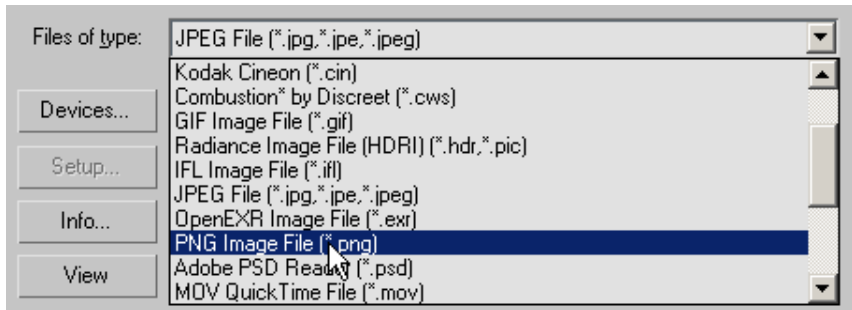 Files of type: JPEG File (*.jpg,*.jpe,*.jpeg)
Kodak Cineon (*.cin)
Combustion* by Discreet (*.cws)
Devices...
GIF Image File (*.gif)
Radiance Image File (HDRI) (*.hdr,*.pic)
Setup...
IFL Image File (*.ifl)
JPEG File (*.jpg,*.jpe,*.jpeg)
Info...
OpenEXR Image File (*.exr)
PNG Image File (*.png)
View
Adobe PSD Reader (*.psd)
MOV QuickTime File (*.mov)